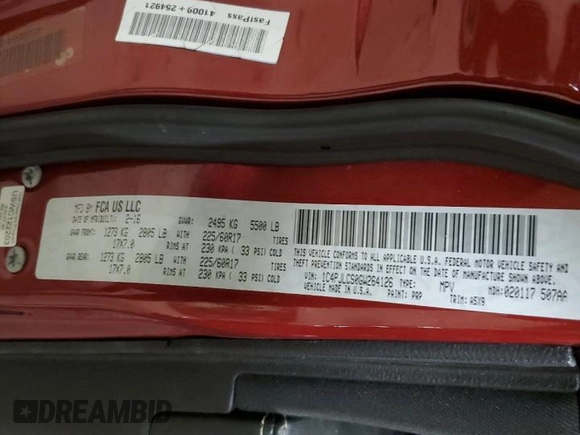 FastPass
41009+254921
UBWG122203
MFD BY FCA US LLC
DATE OF MFR(BLT): 2-16 GVWR: 2495 KG 5500 LB
GAWR FRONT: 1273 KG 2805 LB WITH 225/60R17 TIRES
17X7.0 RIMS AT 230 KPA ( 33 PSI) COLD
GAWR REAR: 1273 KG 2805 LB WITH 225/60R17 TIRES
17X7.0 RIMS AT 230 KPA ( 33 PSI) COLD
THIS VEHICLE CONFORMS TO ALL APPLICABLE U.S.A. FEDERAL MOTOR VEHICLE SAFETY, BUMPER AND
THEFT PREVENTION STANDARDS IN EFFECT ON THE DATE OF MANUFACTURE SHOWN ABOVE.
VIN: 1C4PJLCS0GW264126 TYPE: MPV MDH: 020117 507AA
VEHICLE MADE IN U.S.A. PAINT: PRP TRIM: A5X9
DREAMBID